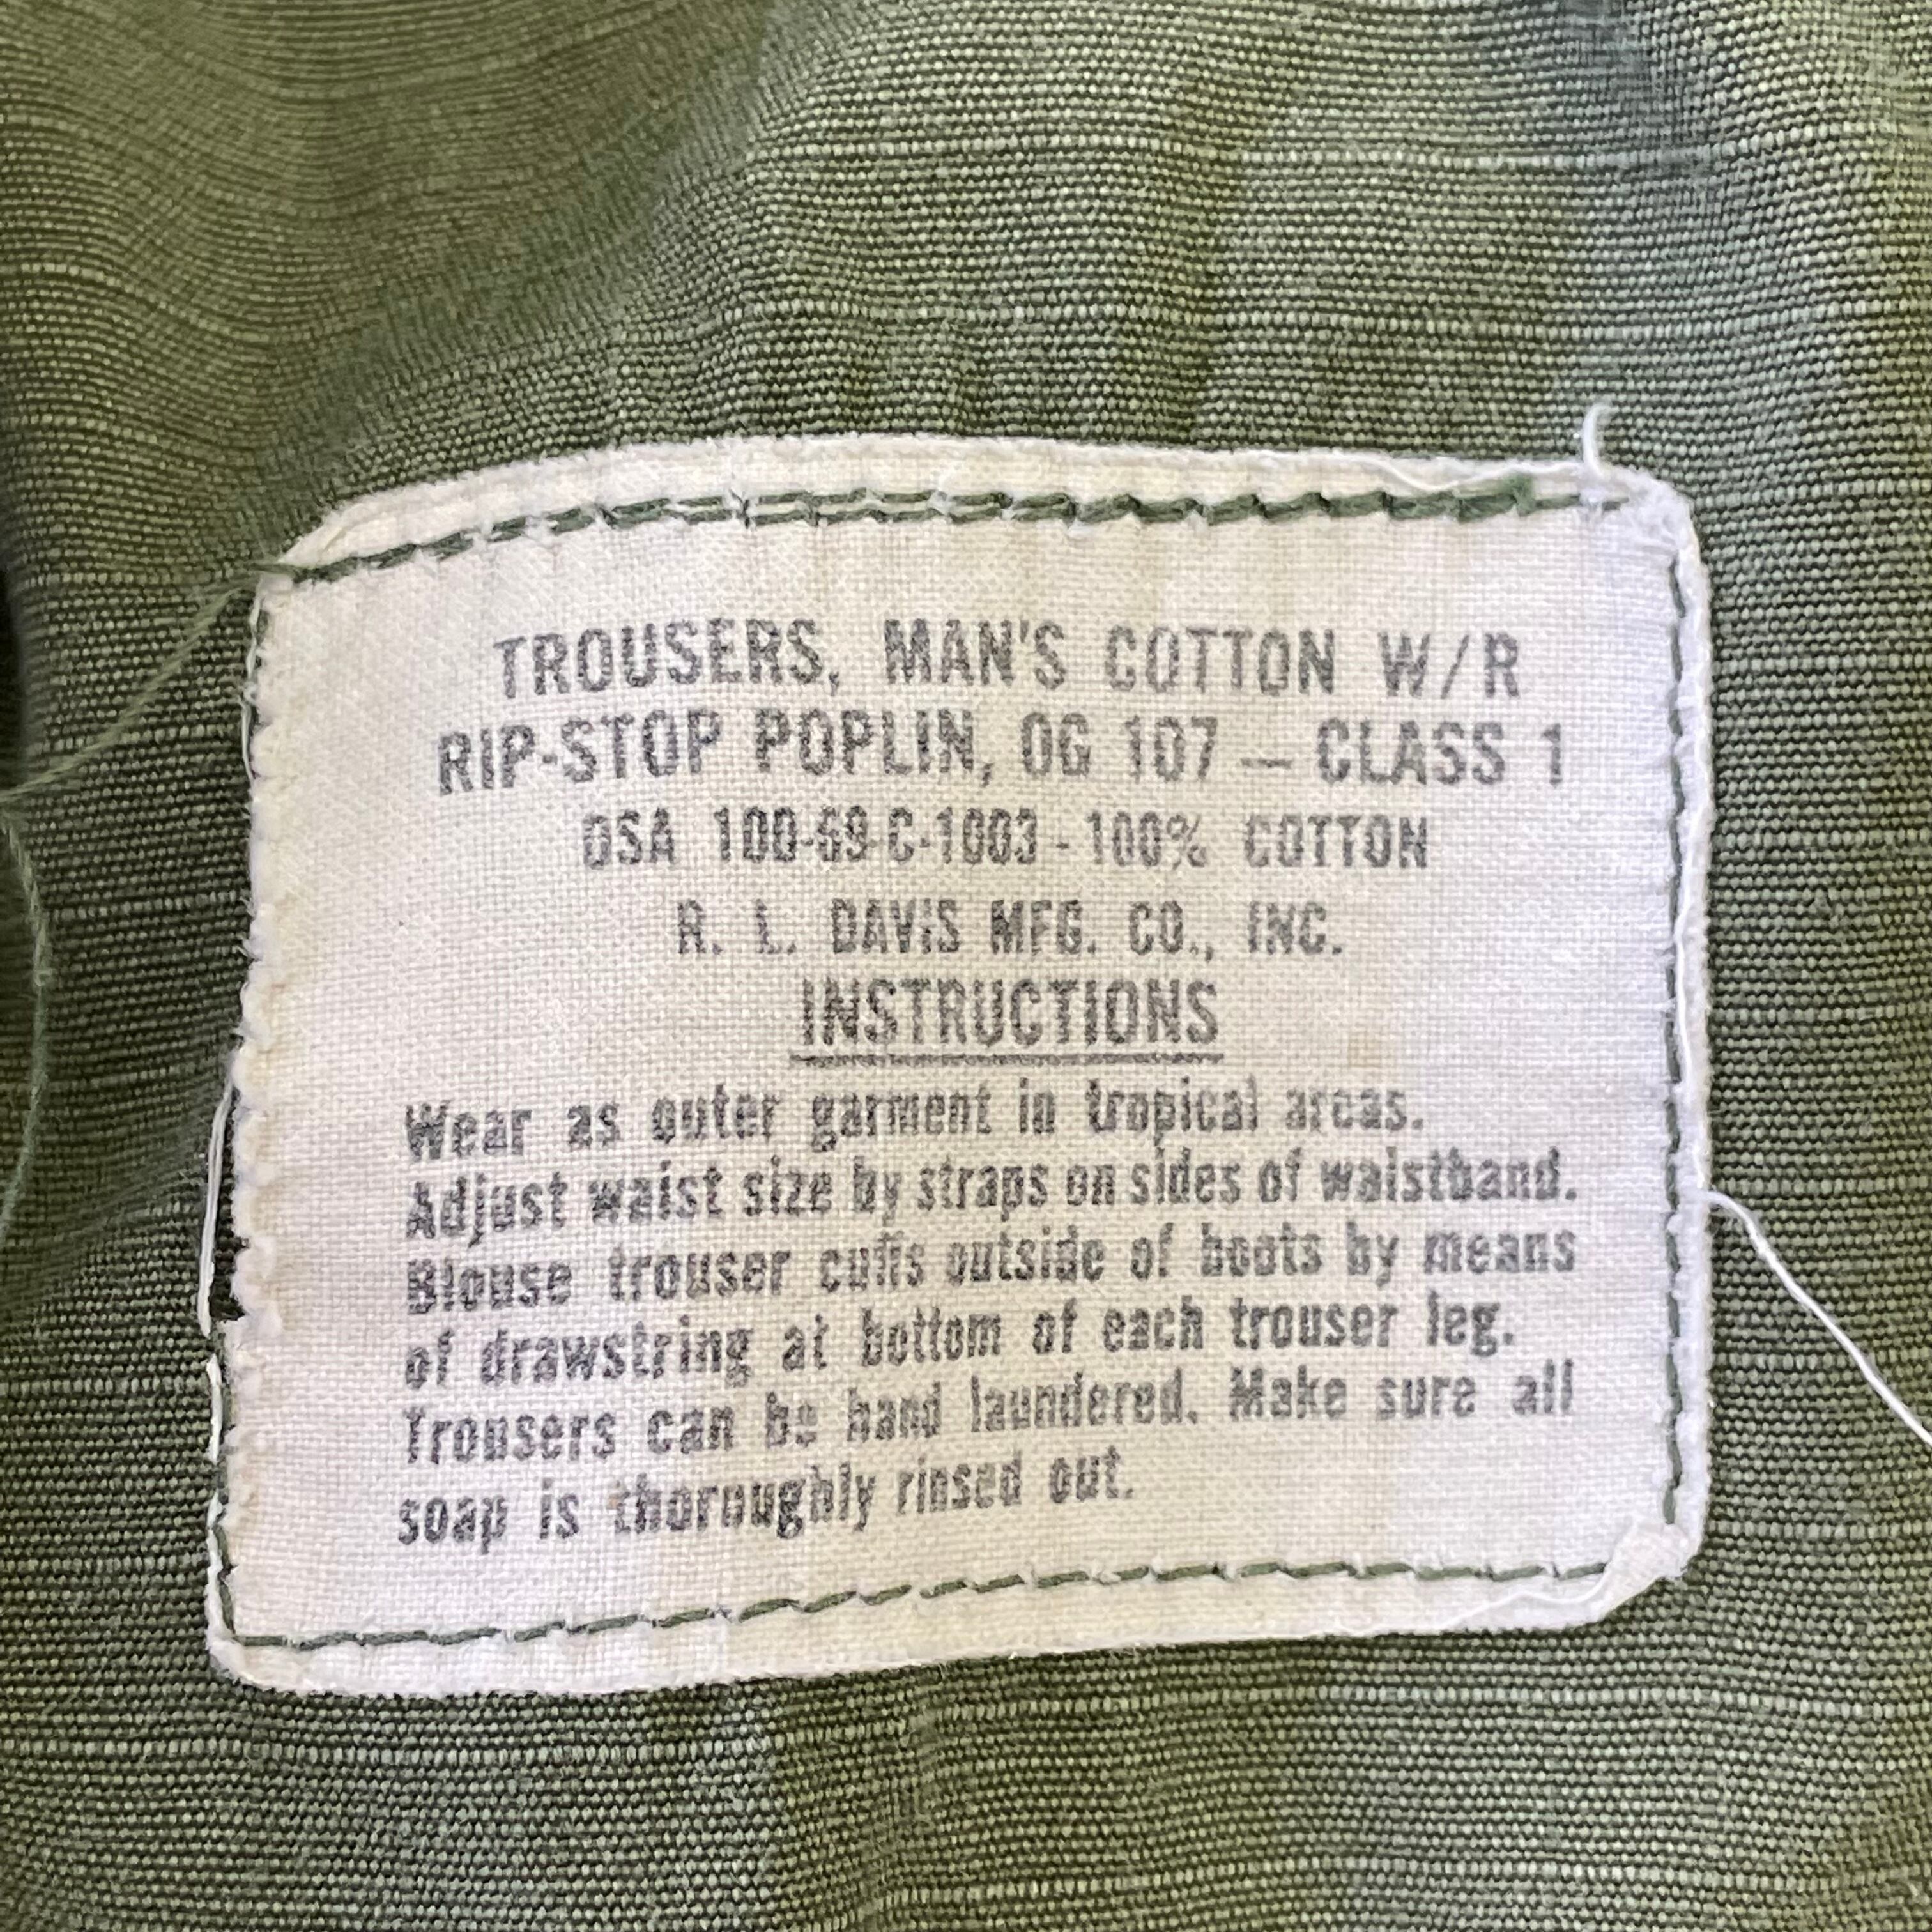 TROUSERS, MAN'S COTTON W/R
RIP-STOP POPLIN, OG 107 — CLASS 1
DSA 100-69-C-1003 - 100% COTTON
R. L. DAVIS MFG. CO., INC.
INSTRUCTIONS
Wear as outer garment in tropical areas.
Adjust waist size by straps on sides of waistband.
Blouse trouser cuffs outside of boots by means
of drawstring at bottom of each trouser leg.
Trousers can be hand laundered. Make sure all
soap is thoroughly rinsed out.